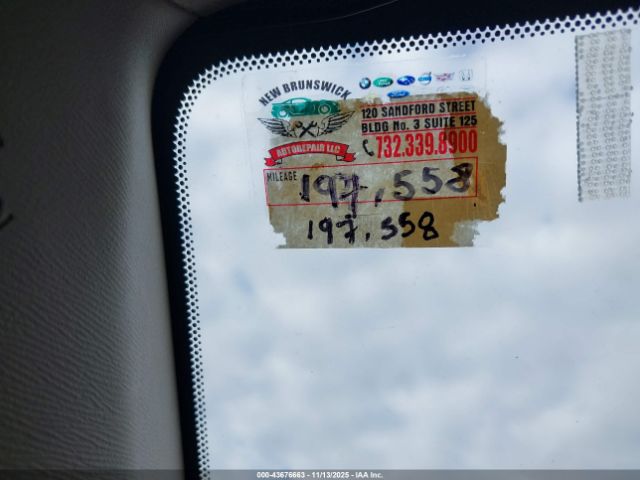 NEW BRUNSWICK
AUTOREPAIR LLC
120 SANDFORD STREET
BLDG No. 3 SUITE 125
732.339.8900
MILEAGE
197,558
197,558
000-43676663 - 11/13/2025 - IAA Inc.